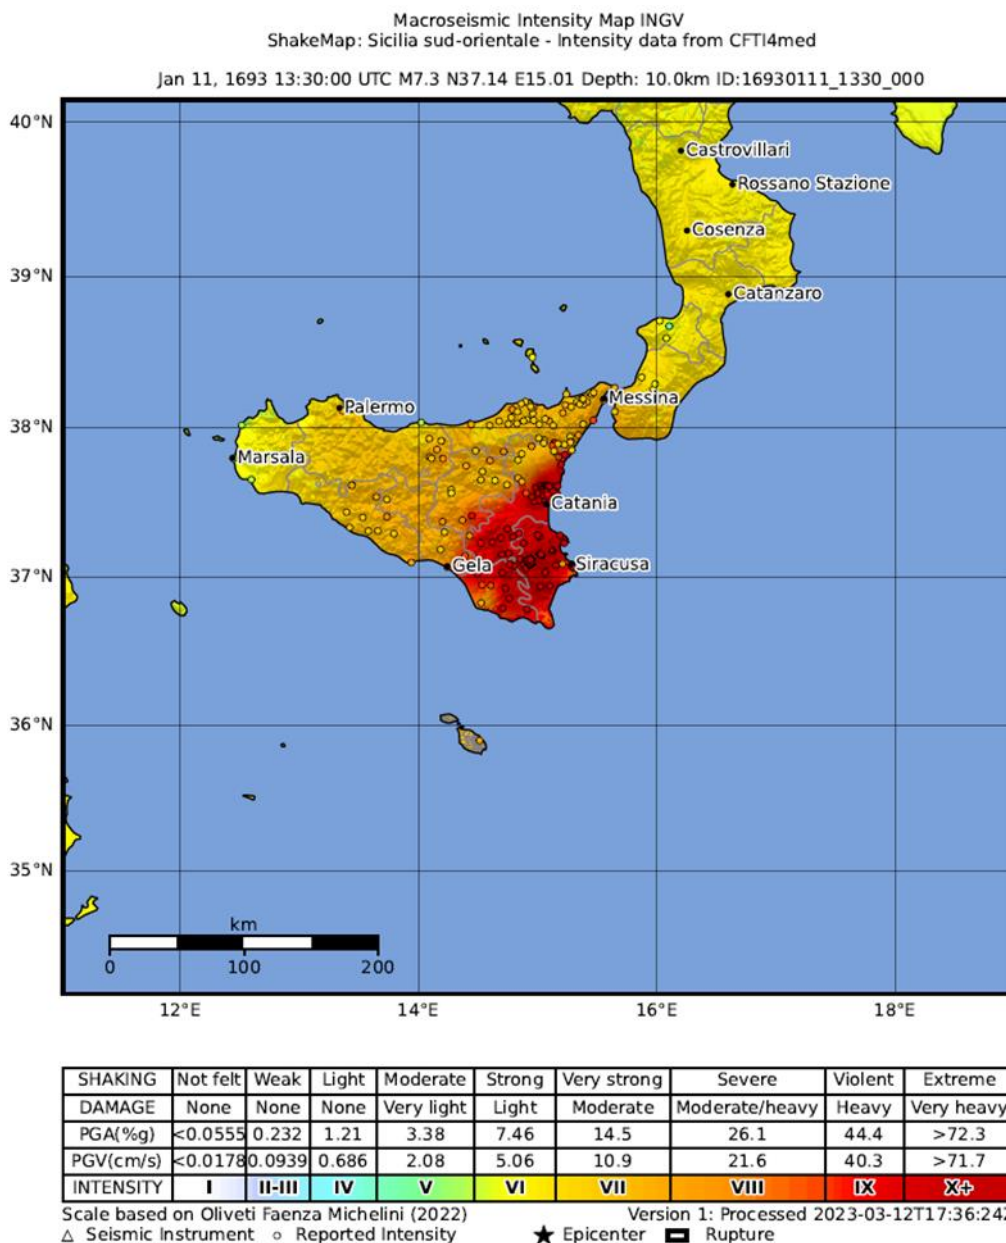 Macroseismic Intensity Map INGV
ShakeMap: Sicilia sud-orientale - Intensity data from CFTI4med
Jan 11, 1693 13:30:00 UTC M7.3 N37.14 E15.01 Depth: 10.0km ID:16930111_1330_000
40°N
Castrovillari
Rossano Stazione
Cosenza
39°N
Catanzaro
Messina
Palermo
38°N
Marsala
Catania
Gela
Siracusa
37°N
36°N
35°N
km
0 100 200
12°E 14°E 16°E 18°E
SHAKING Not felt Weak Light Moderate Strong Very strong Severe Violent Extreme
DAMAGE None None None Very light Light Moderate Moderate/heavy Heavy Very heavy
PGA(%g) <0.0555 0.232 1.21 3.38 7.46 14.5 26.1 44.4 >72.3
PGV(cm/s) <0.0178 0.0939 0.686 2.08 5.06 10.9 21.6 40.3 >71.7
INTENSITY I II-III IV V VI VII VIII IX X+
Scale based on Oliveti Faenza Michelini (2022) Version 1: Processed 2023-03-12T17:36:24Z
△ Seismic Instrument ○ Reported Intensity ★ Epicenter ▭ Rupture